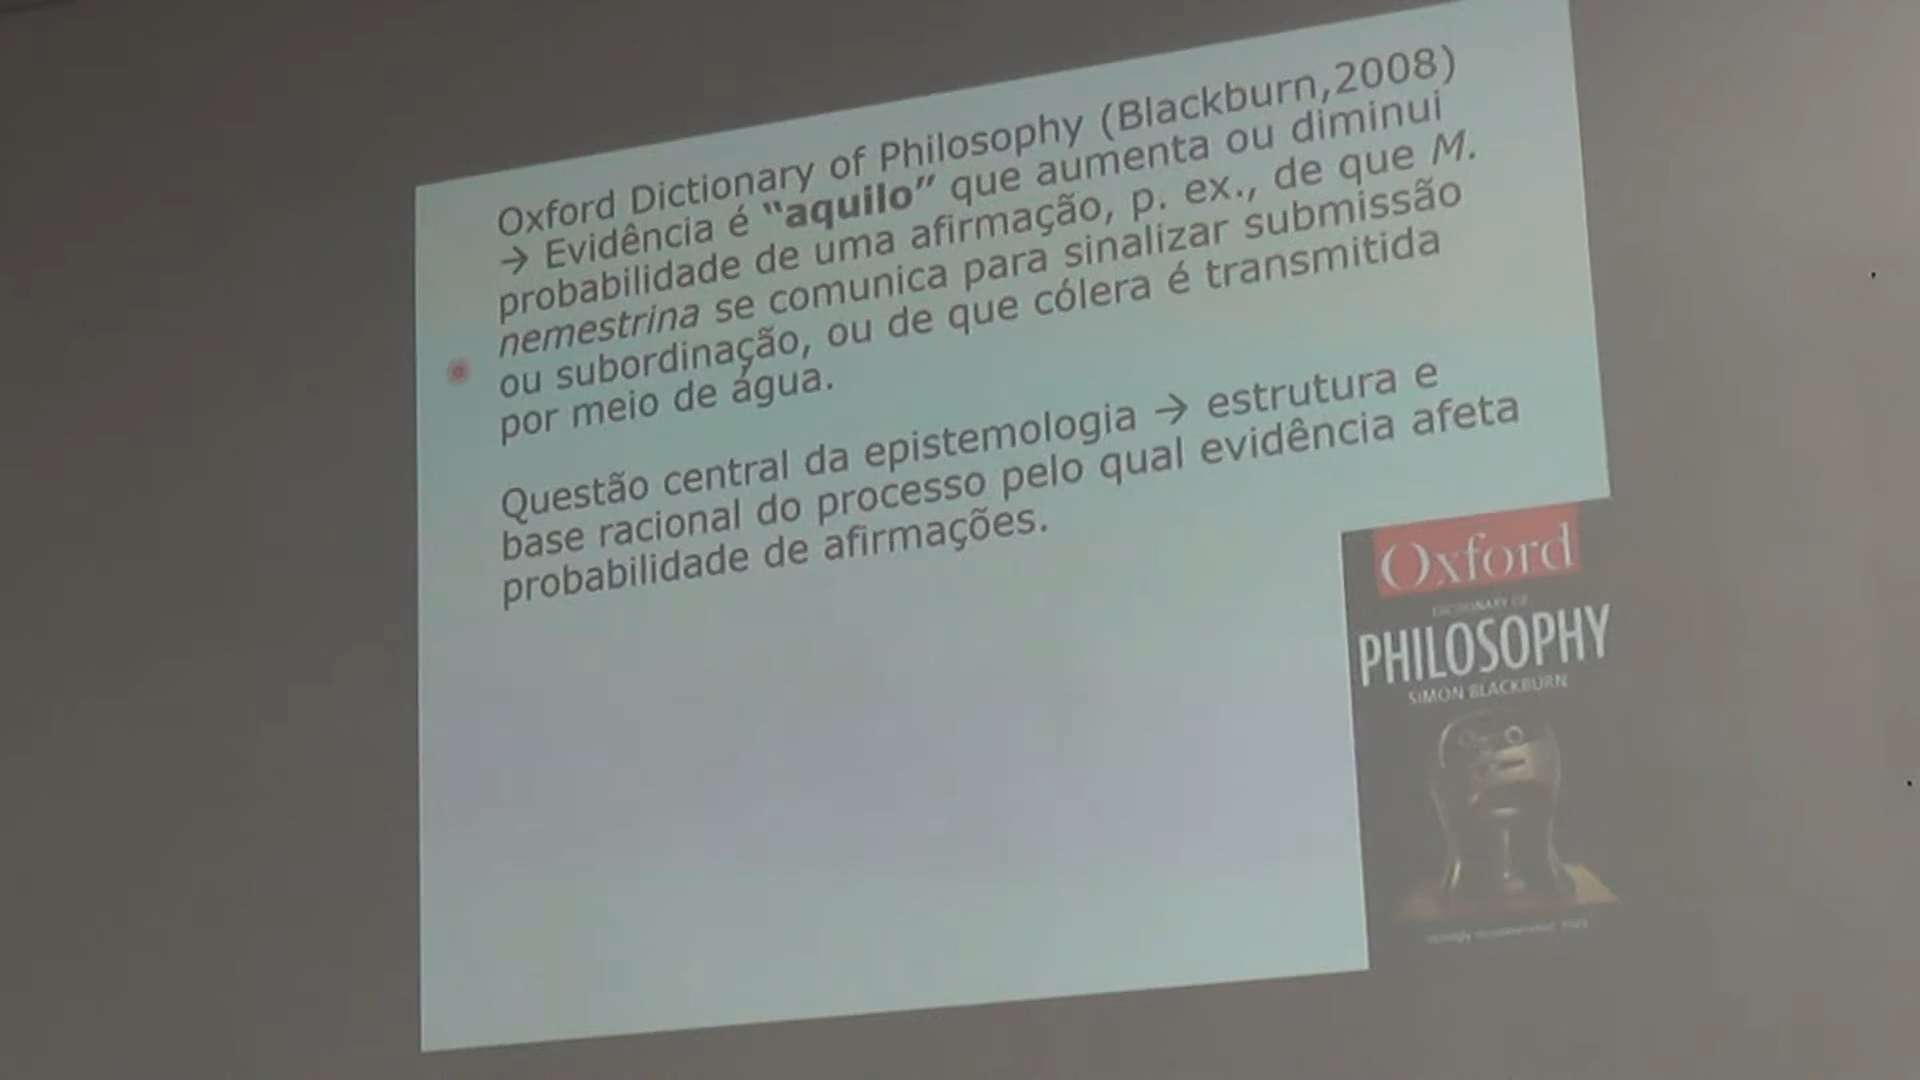 Oxford Dictionary of Philosophy (Blackburn,2008)
→ Evidência é "aquilo" que aumenta ou diminui
probabilidade de uma afirmação, p. ex., de que M.
nemestrina se comunica para sinalizar submissão
ou subordinação, ou de que cólera é transmitida
por meio de água.
Questão central da epistemologia → estrutura e
base racional do processo pelo qual evidência afeta
probabilidade de afirmações.
Oxford
DICTIONARY OF
PHILOSOPHY
SIMON BLACKBURN